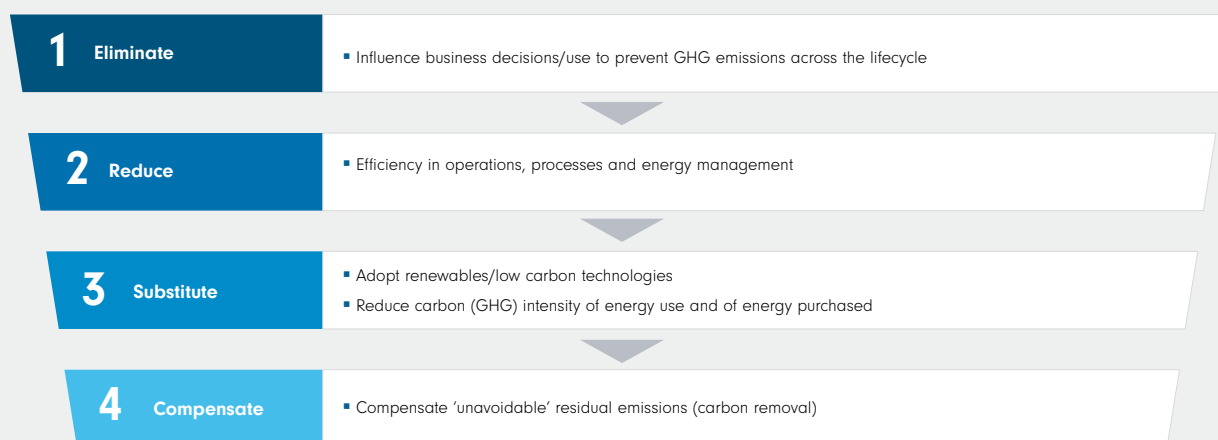 1 Eliminate
▪ Influence business decisions/use to prevent GHG emissions across the lifecycle
2 Reduce
▪ Efficiency in operations, processes and energy management
3 Substitute
▪ Adopt renewables/low carbon technologies
▪ Reduce carbon (GHG) intensity of energy use and of energy purchased
4 Compensate
▪ Compensate ‘unavoidable’ residual emissions (carbon removal)